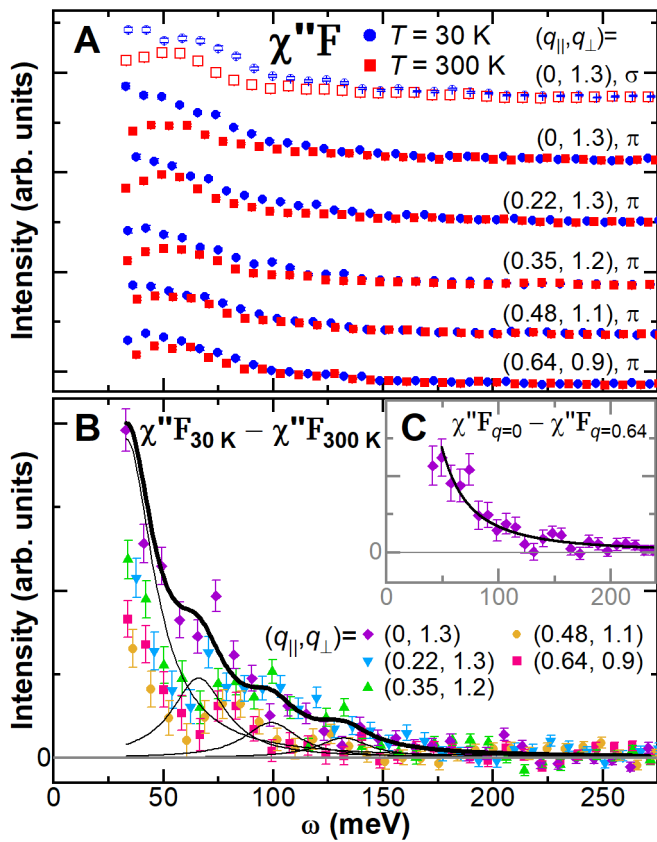 A
χ"F
T = 30 K
T = 300 K
(q||,q⊥)=
(0, 1.3), σ
(0, 1.3), π
(0.22, 1.3), π
(0.35, 1.2), π
(0.48, 1.1), π
(0.64, 0.9), π
Intensity (arb. units)
B
χ"F30 K − χ"F300 K
C
χ"Fq=0 − χ"Fq=0.64
0
0
100
200
(q||,q⊥)=
(0, 1.3)
(0.48, 1.1)
(0.22, 1.3)
(0.64, 0.9)
(0.35, 1.2)
Intensity (arb. units)
0
0
50
100
150
200
250
ω (meV)